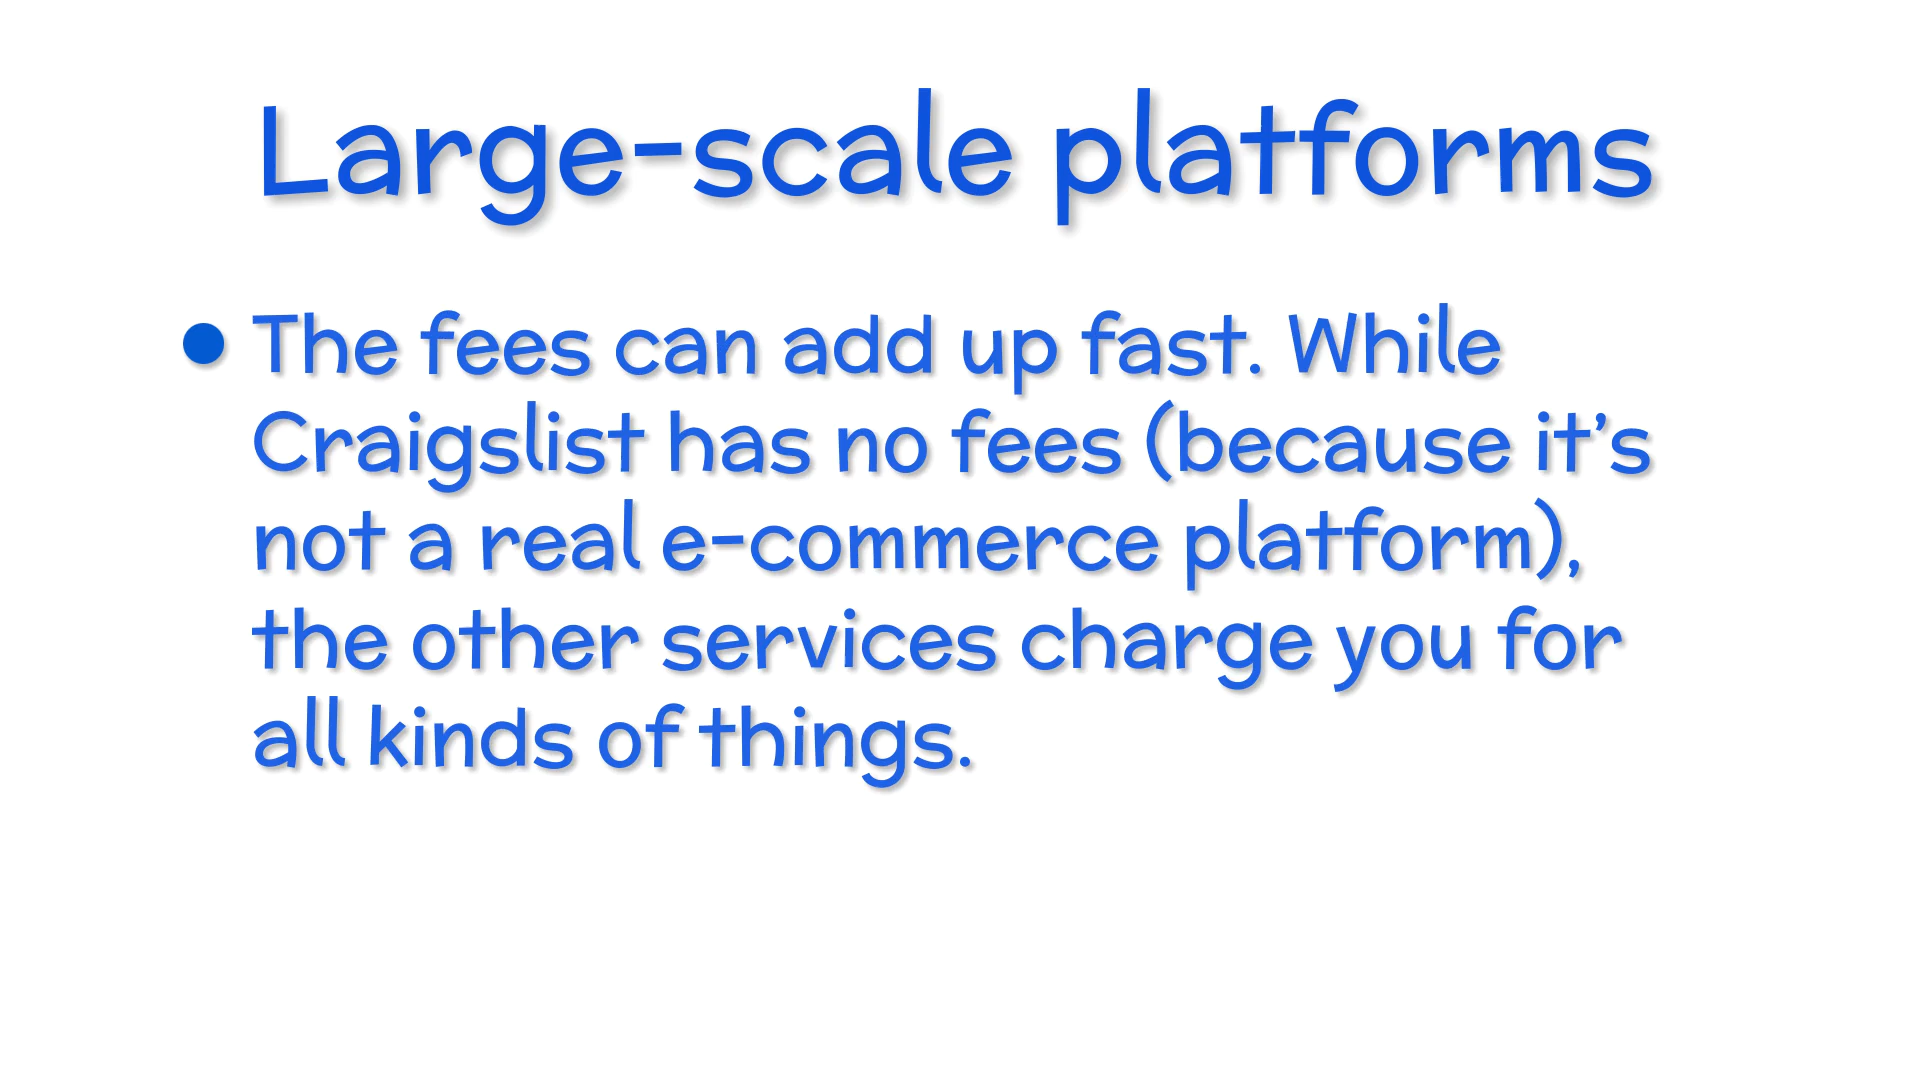 Large-scale platforms
The fees can add up fast. While
Craigslist has no fees (because it’s
not a real e-commerce platform),
the other services charge you for
all kinds of things.